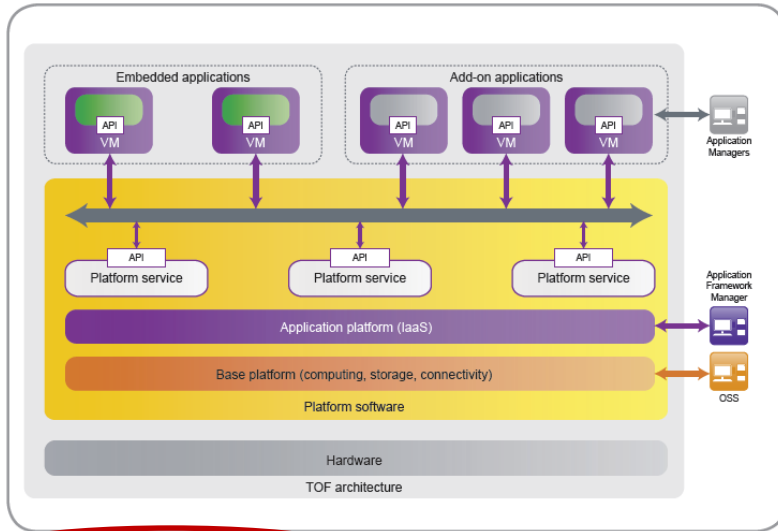 Embedded applications
Add-on applications
API
VM
API
VM
API
VM
API
VM
API
VM
Application
Managers
API
Platform service
API
Platform service
API
Platform service
Application
Framework
Manager
Application platform (IaaS)
Base platform (computing, storage, connectivity)
OSS
Platform software
Hardware
TOF architecture